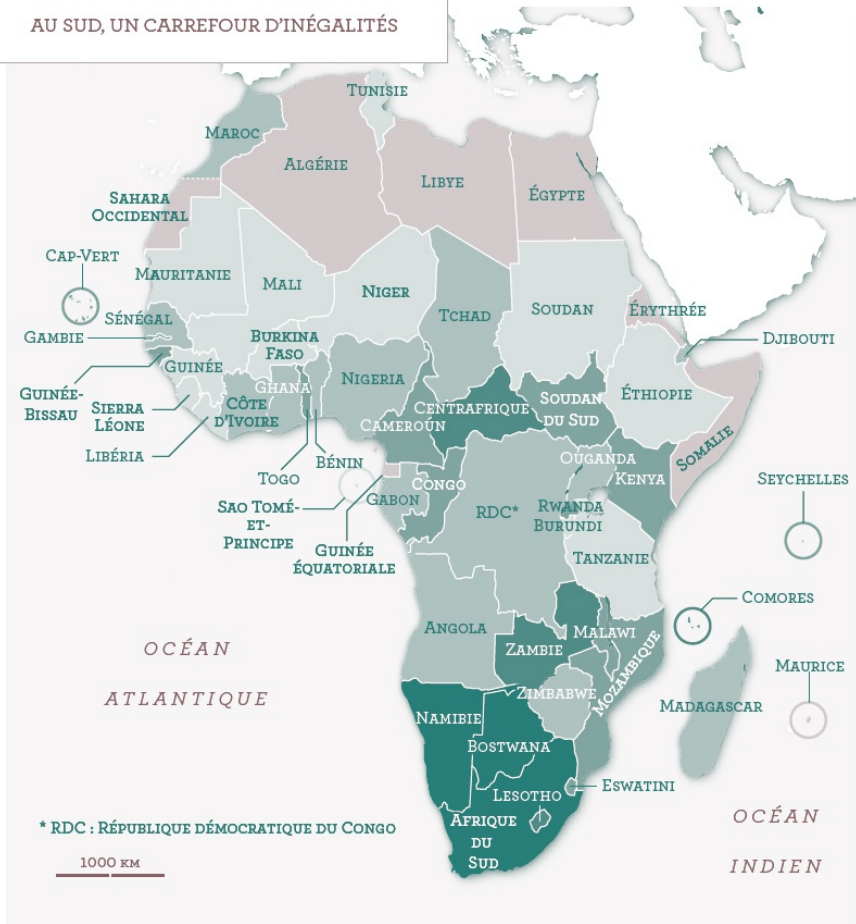 AU SUD, UN CARREFOUR D'INÉGALITÉS
TUNISIE
MAROC
ALGÉRIE
LIBYE
ÉGYPTE
SAHARA
OCCIDENTAL
CAP-VERT
MAURITANIE
MALI
NIGER
TCHAD
SOUDAN
ÉRYTHRÉE
SÉNÉGAL
GAMBIE
DJIBOUTI
BURKINA
FASO
GUINÉE
NIGERIA
ÉTHIOPIE
GUINÉE-
BISSAU
SIERRA
LÉONE
CÔTE
D'IVOIRE
GHANA
CENTRAFRIQUE
SOUDAN
DU SUD
CAMEROUN
LIBÉRIA
TOGO
BÉNIN
OUGANDA
SOMALIE
KENYA
SEYCHELLES
SAO TOMÉ-
ET-
PRINCIPE
GABON
CONGO
RDC*
RWANDA
BURUNDI
GUINÉE
ÉQUATORIALE
TANZANIE
COMORES
ANGOLA
MALAWI
ZAMBIE
OCÉAN
ATLANTIQUE
MOZAMBIQUE
MAURICE
ZIMBABWE
MADAGASCAR
NAMIBIE
BOSTWANA
LESOTHO
ESWATINI
AFRIQUE
DU
SUD
OCÉAN
INDIEN
* RDC : RÉPUBLIQUE DÉMOCRATIQUE DU CONGO
1000 KM